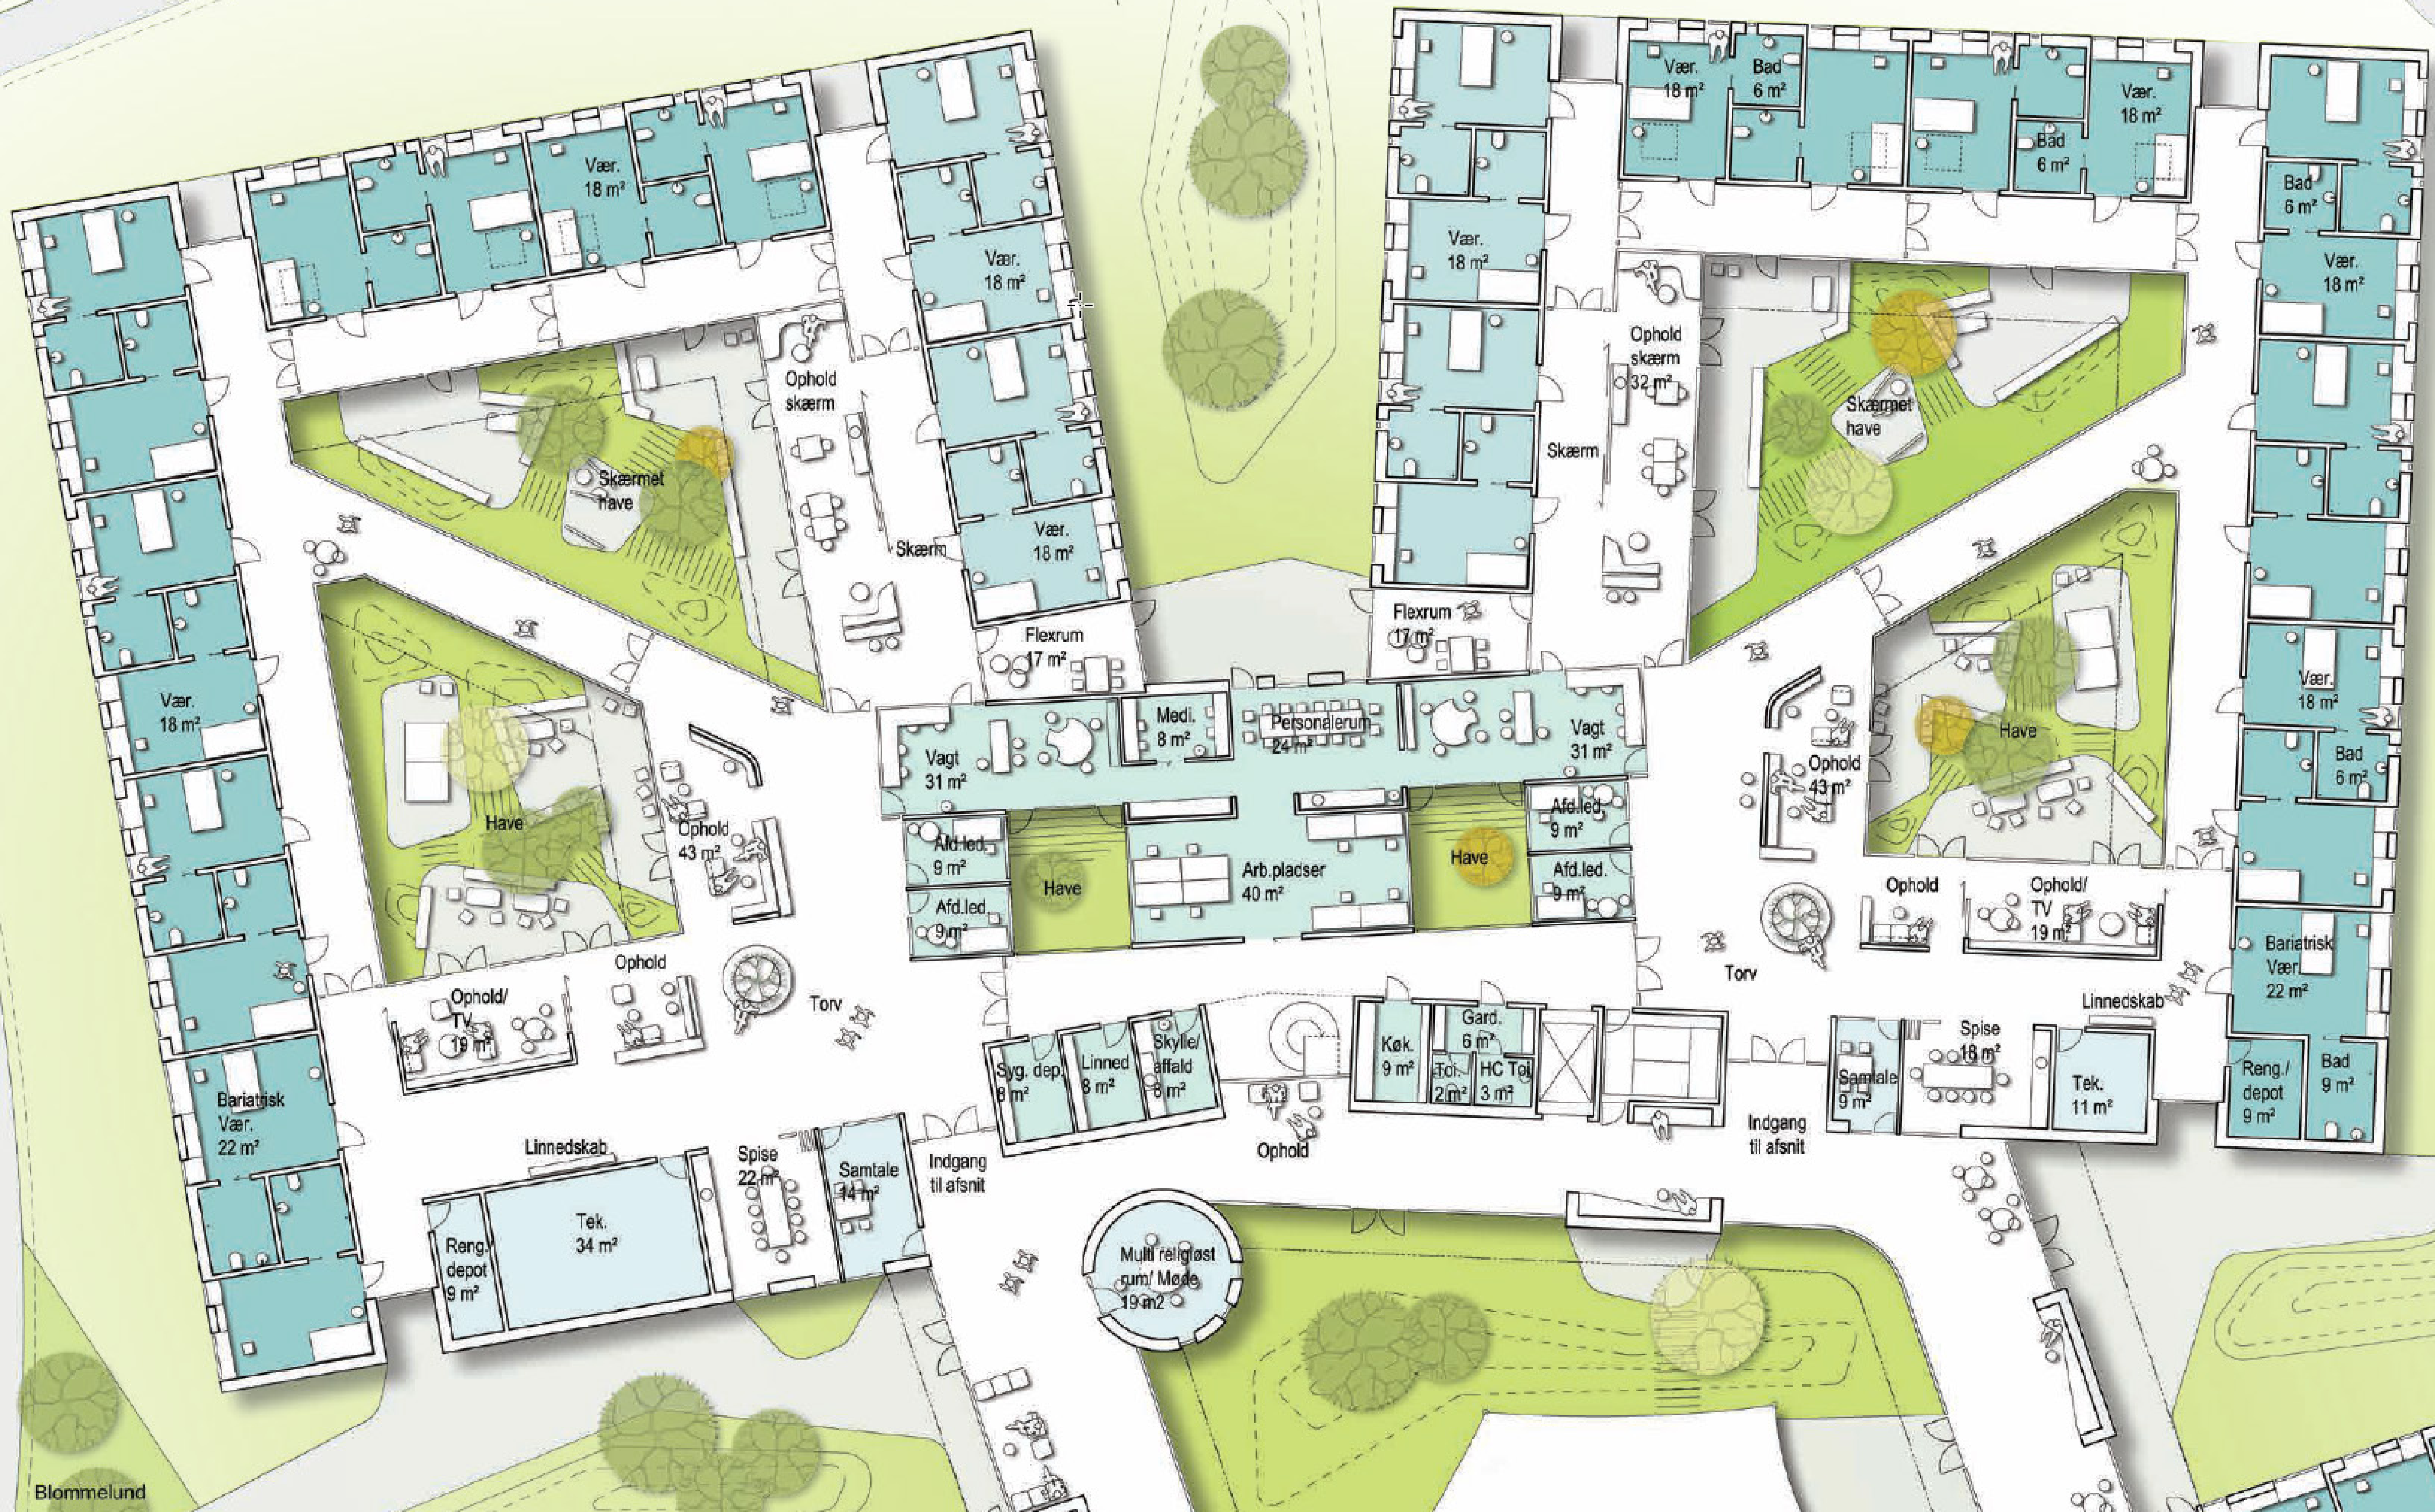 Vær.
18 m²
Vær.
18 m²
Ophold
skærm
Skærmet
have
Skærm
Vær.
18 m²
Flexrum
17 m²
Vær.
18 m²
Have
Ophold
43 m²
Ophold/
TV
19 m²
Ophold
Torv
Bariatrisk
Vær.
22 m²
Linnedskab
Reng./
depot
9 m²
Tek.
34 m²
Spise
22 m²
Samtale
14 m²
Indgang
til afsnit
Vagt
31 m²
Medi.
8 m²
Personalerum
24 m²
Vagt
31 m²
Afd.led.
9 m²
Afd.led.
9 m²
Have
Arb.pladser
40 m²
Have
Afd.led.
9 m²
Afd.led.
9 m²
Syg. dep.
8 m²
Linned
8 m²
Skylle/
affald
8 m²
Køk.
9 m²
Gard.
6 m²
Toi.
2 m²
HC Toi
3 m²
Ophold
Multi religiøst
rum/ Møde
19 m2
Vær.
18 m²
Bad
6 m²
Vær.
18 m²
Bad
6 m²
Vær.
18 m²
Bad
6 m²
Vær.
18 m²
Ophold
skærm
32 m²
Skærm
Skærmet
have
Flexrum
17 m²
Vær.
18 m²
Bad
6 m²
Have
Ophold
43 m²
Ophold
Ophold/
TV
19 m²
Torv
Bariatrisk
Vær.
22 m²
Linnedskab
Indgang
til afsnit
Samtale
9 m²
Spise
18 m²
Tek.
11 m²
Reng./
depot
9 m²
Bad
9 m²
Blommelund